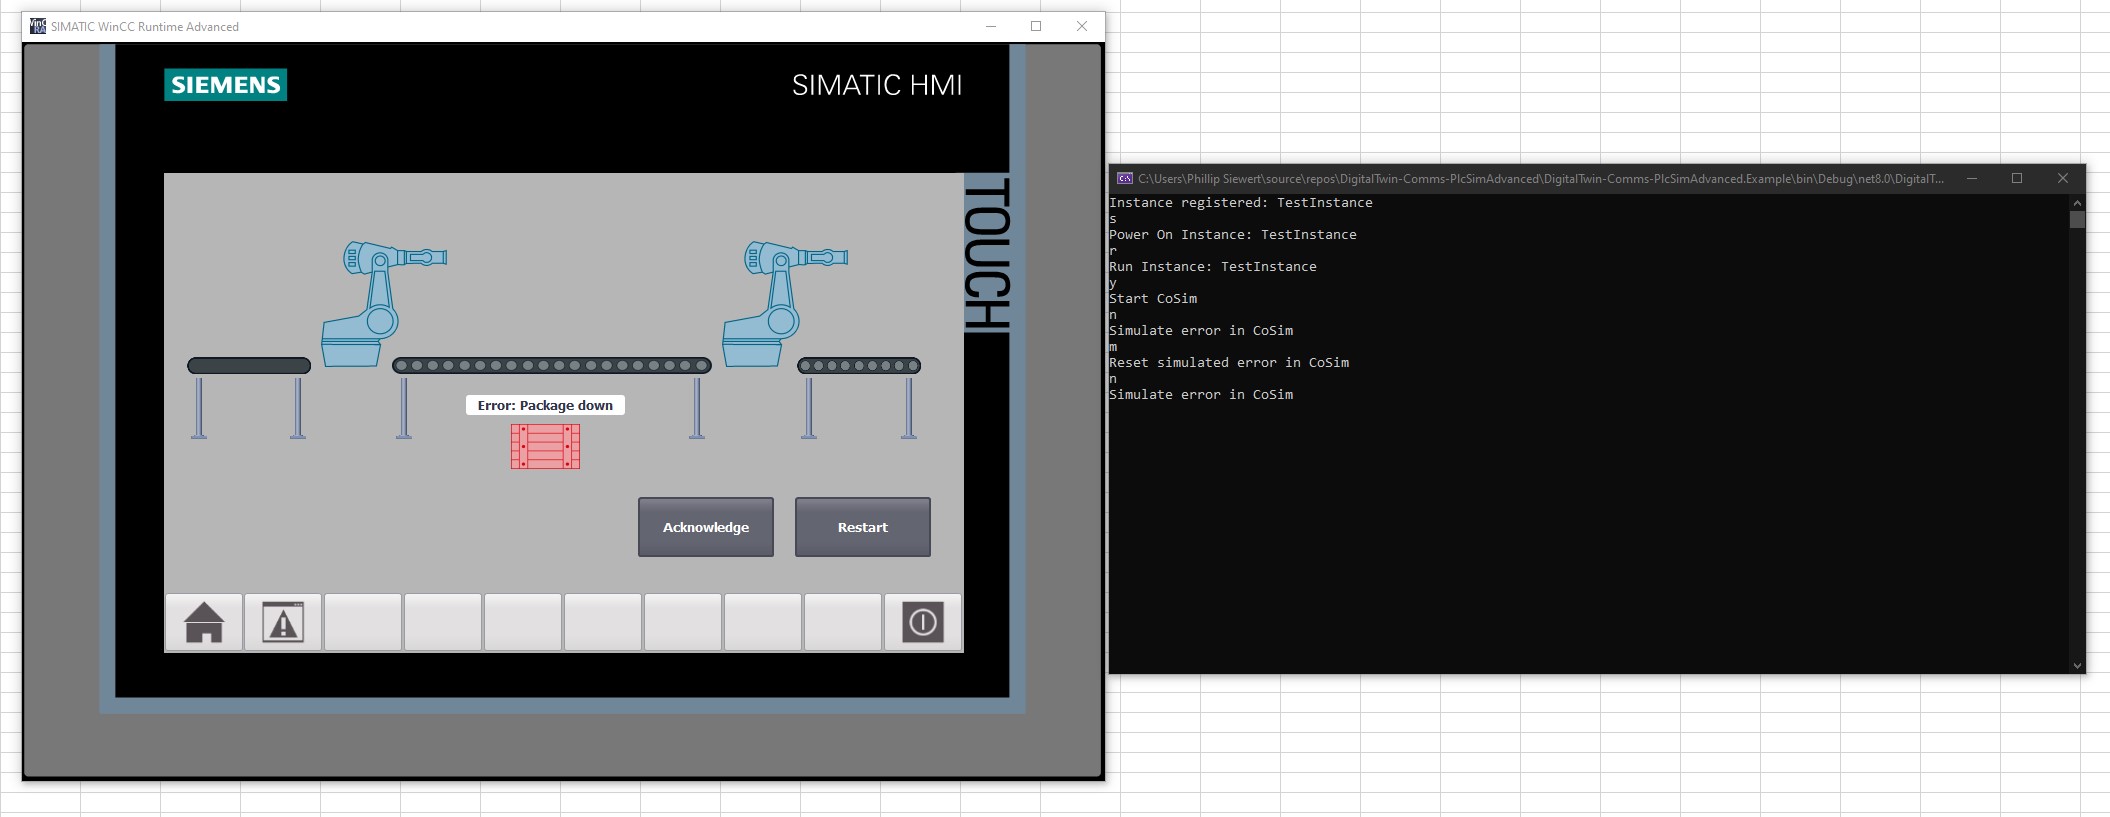 SIMATIC WinCC Runtime Advanced
SIEMENS
SIMATIC HMI
TOUCH
Error: Package down
Acknowledge
Restart
C:\Users\Phillip Siewert\source\repos\DigitalTwin-Comms-PlcSimAdvanced\DigitalTwin-Comms-PlcSimAdvanced.Example\bin\Debug\net8.0\DigitalT...
Instance registered: TestInstance
s
Power On Instance: TestInstance
r
Run Instance: TestInstance
y
Start CoSim
n
Simulate error in CoSim
m
Reset simulated error in CoSim
n
Simulate error in CoSim